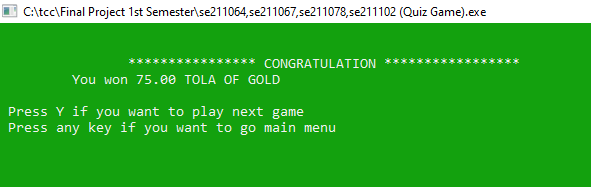 C:\tcc\Final Project 1st Semester\se211064,se211067,se211078,se211102 (Quiz Game).exe
**************** CONGRATULATION *****************
You won 75.00 TOLA OF GOLD
Press Y if you want to play next game
Press any key if you want to go main menu